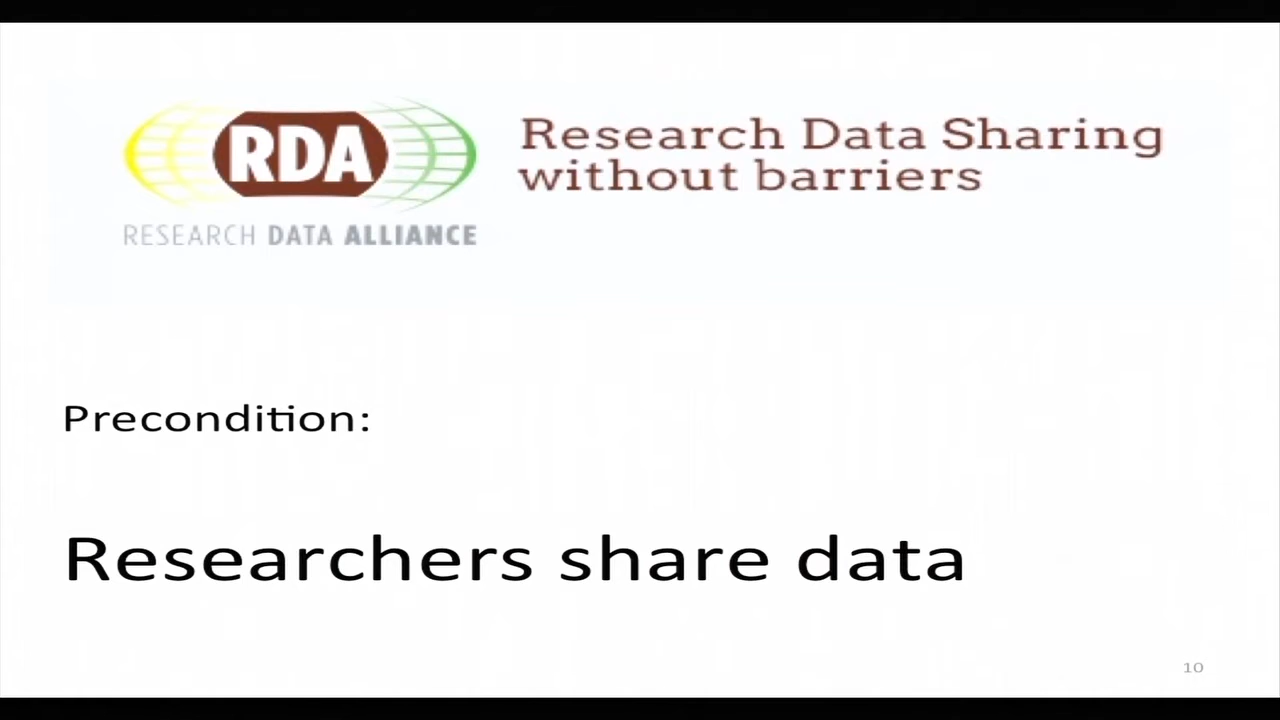 RDA
RESEARCH DATA ALLIANCE
Research Data Sharing
without barriers
Precondition:
Researchers share data
10